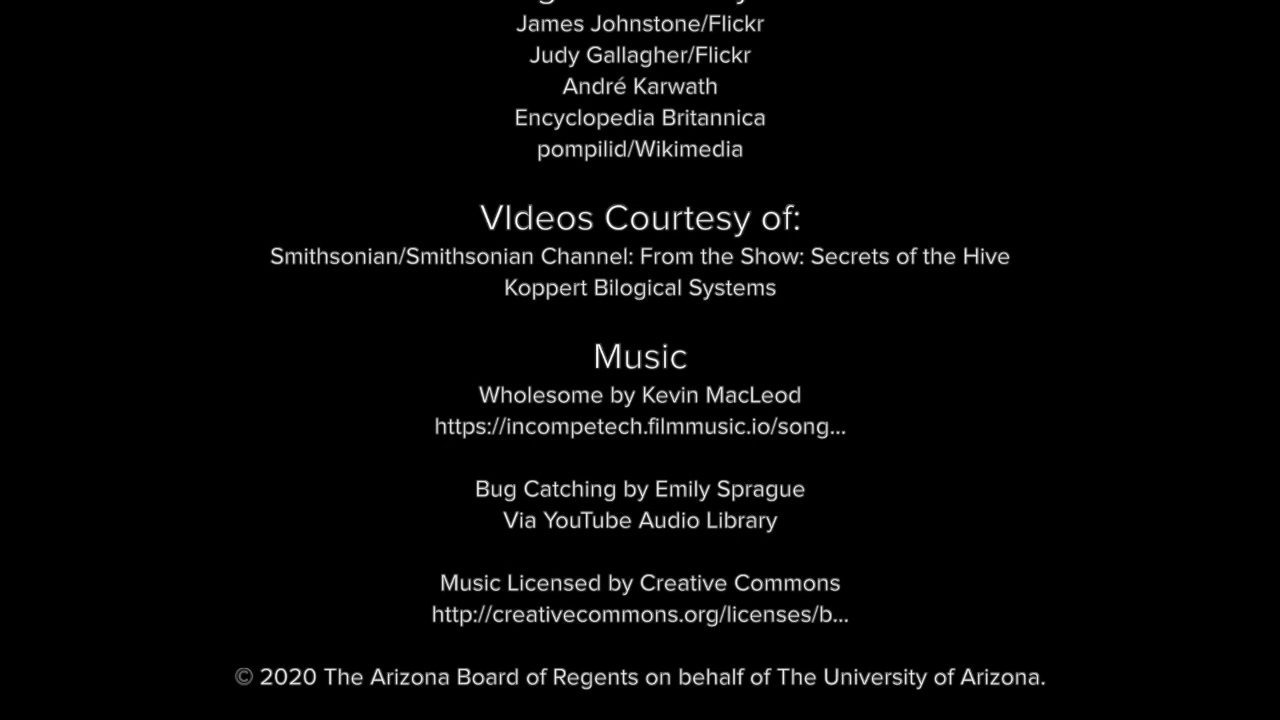 James Johnstone/Flickr
Judy Gallagher/Flickr
André Karwath
Encyclopedia Britannica
pompilid/Wikimedia
VIdeos Courtesy of:
Smithsonian/Smithsonian Channel: From the Show: Secrets of the Hive
Koppert Bilogical Systems
Music
Wholesome by Kevin MacLeod
https://incompetech.filmmusic.io/song...
Bug Catching by Emily Sprague
Via YouTube Audio Library
Music Licensed by Creative Commons
http://creativecommons.org/licenses/b...
© 2020 The Arizona Board of Regents on behalf of The University of Arizona.